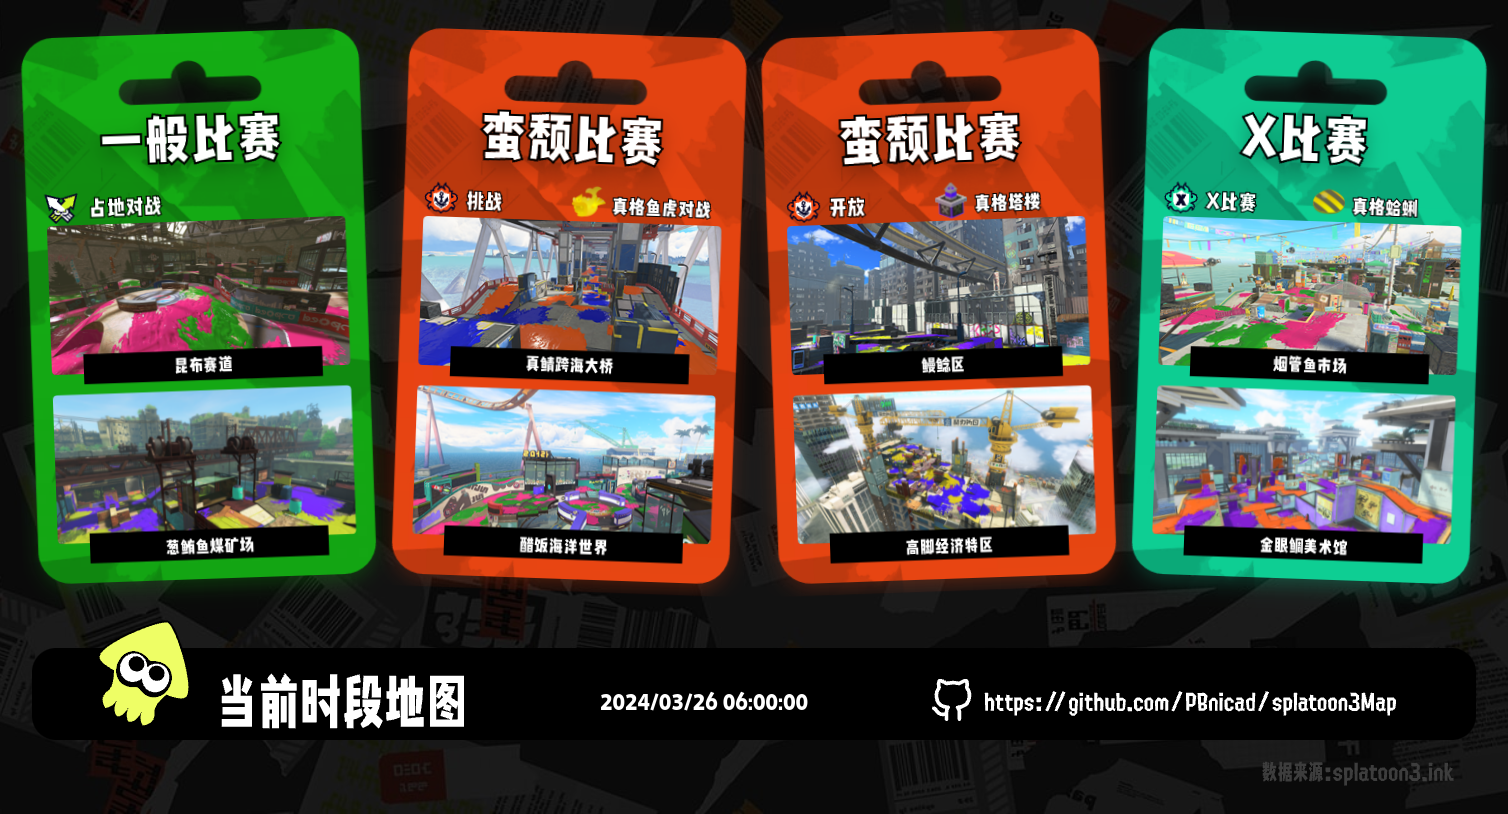 一般比赛
占地对战
昆布赛道
葱鲔鱼煤矿场
蛮颓比赛
挑战
真格鱼虎对战
真鲭跨海大桥
醋饭海洋世界
蛮颓比赛
开放
真格塔楼
鳗鲶区
高脚经济特区
X比赛
X比赛
真格蛤蜊
烟管鱼市场
金眼鲷美术馆
当前时段地图
2024/03/26 06:00:00
https://github.com/PBnicad/splatoon3Map
数据来源:splatoon3.ink